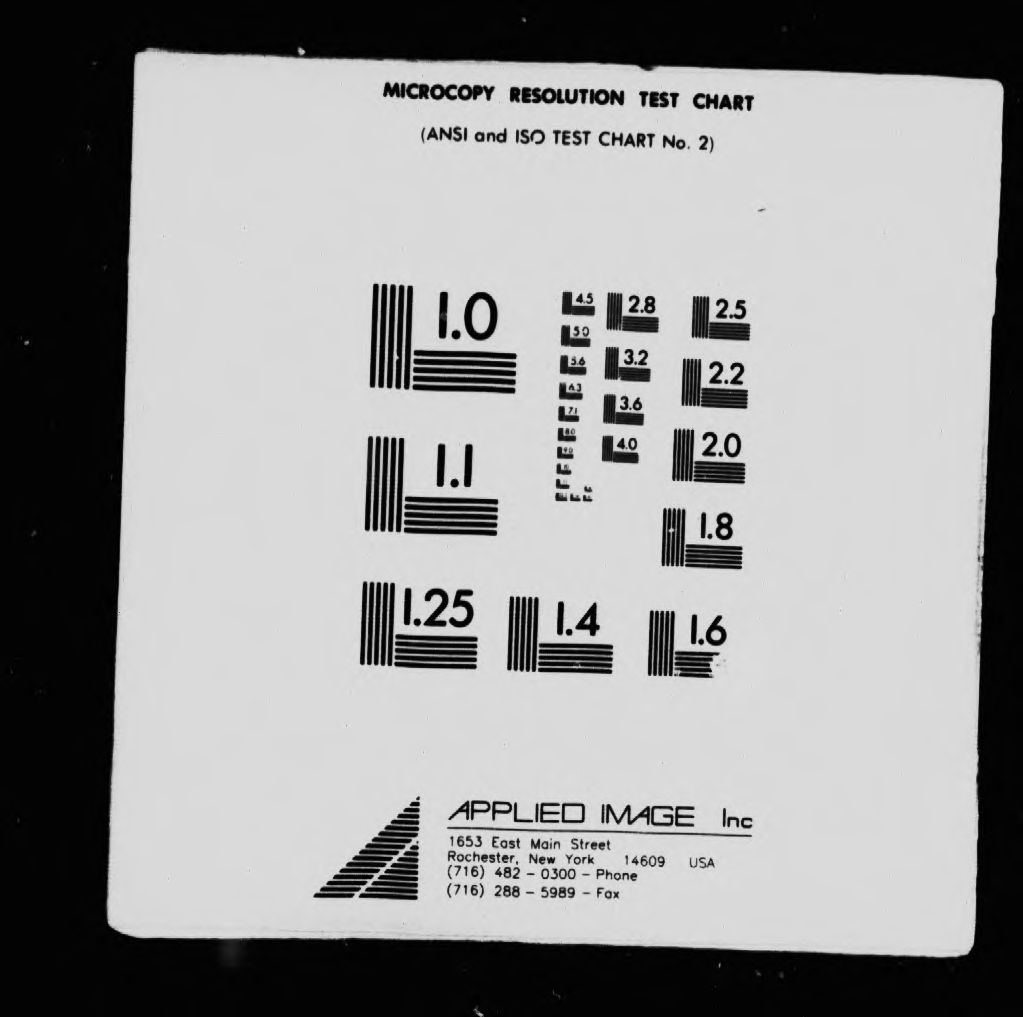 MICROCOPY RESOLUTION TEST CHART
(ANSI and ISO TEST CHART No. 2)
1.0
4.5 2.8 2.5
5.0
5.6 3.2 2.2
6.3
7.1 3.6
8.0
9.0 4.0 2.0
1.1
1.8
1.25 1.4 1.6
APPLIED IMAGE Inc
1653 East Main Street
Rochester, New York 14609 USA
(716) 482 - 0300 - Phone
(716) 288 - 5989 - Fax